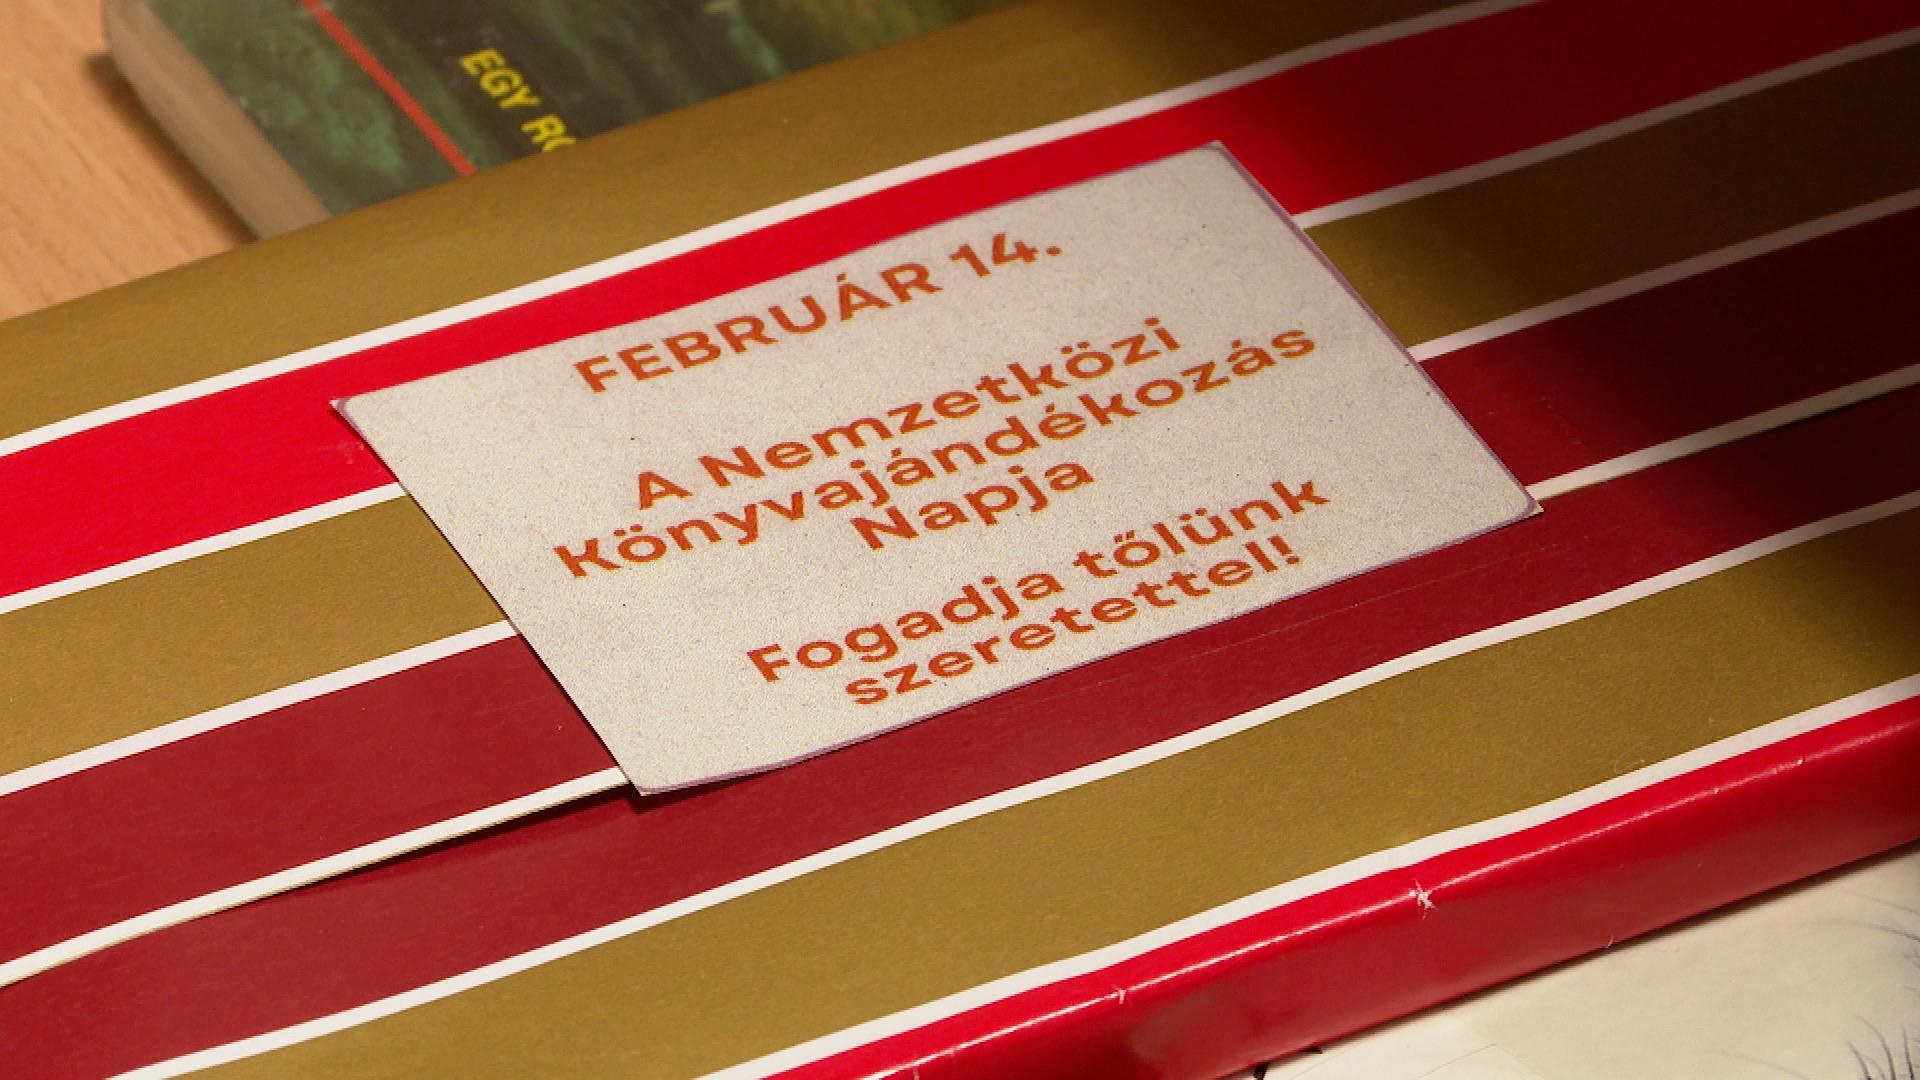 EGY
FEBRUÁR 14.
A Nemzetközi
Könyvajándékozás
Napja
Fogadja tőlünk
szeretettel!